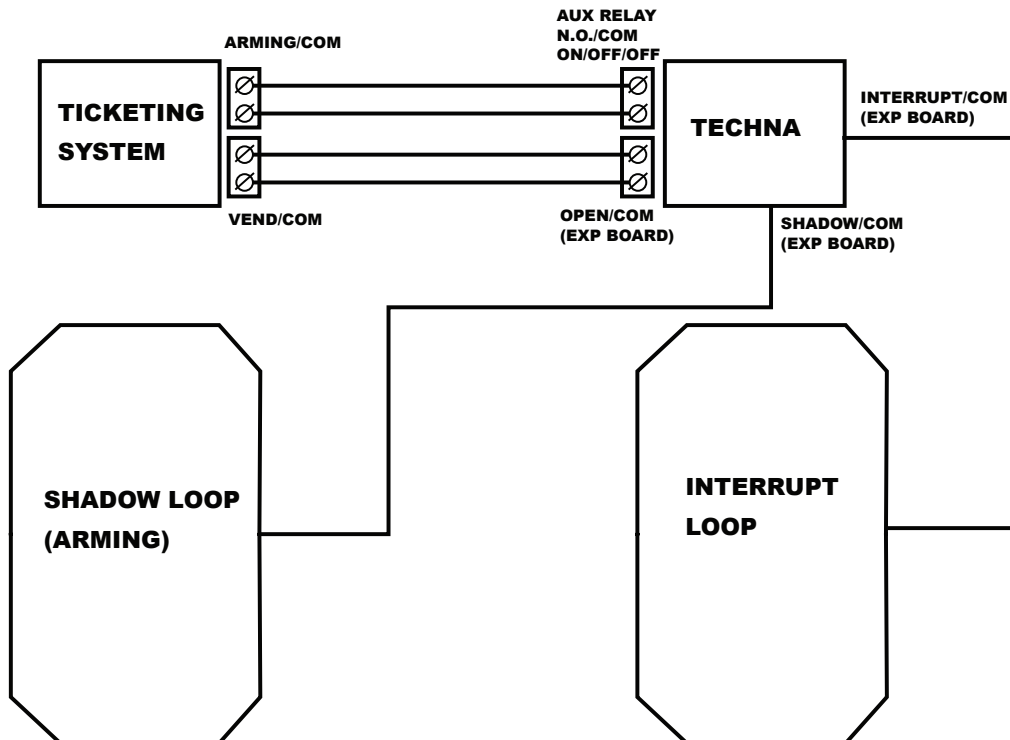 AUX RELAY
N.O./COM
ON/OFF/OFF
ARMING/COM
TICKETING
SYSTEM
TECHNA
INTERRUPT/COM
(EXP BOARD)
VEND/COM
OPEN/COM
(EXP BOARD)
SHADOW/COM
(EXP BOARD)
SHADOW LOOP
(ARMING)
INTERRUPT
LOOP